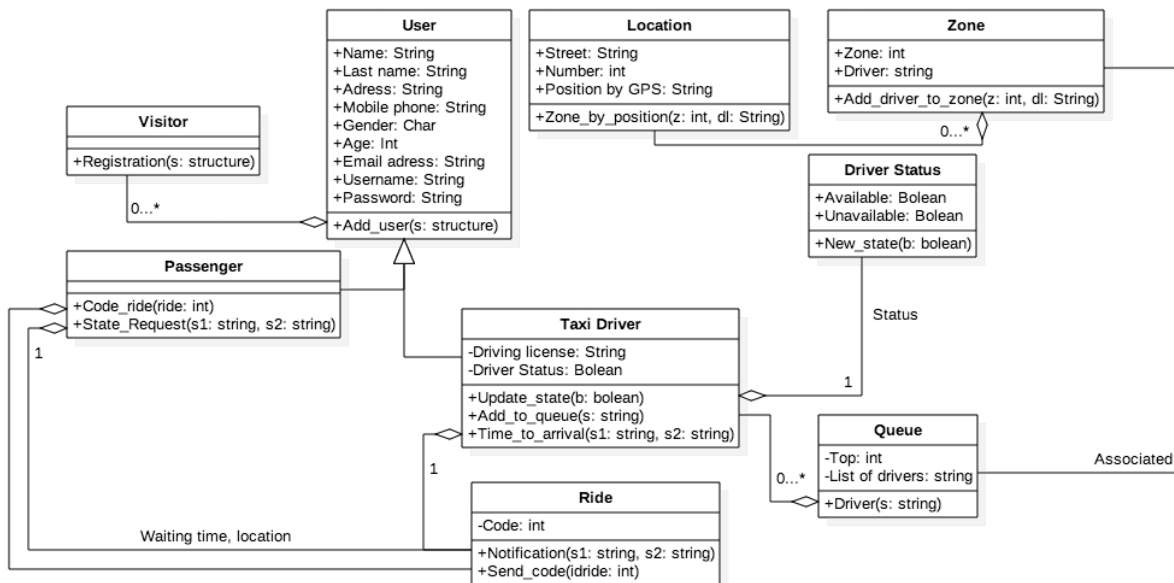 User
+Name: String
+Last name: String
+Adress: String
+Mobile phone: String
+Gender: Char
+Age: Int
+Email adress: String
+Username: String
+Password: String
+Add_user(s: structure)
Location
+Street: String
+Number: int
+Position by GPS: String
+Zone_by_position(z: int, dl: String)
Zone
+Zone: int
+Driver: string
+Add_driver_to_zone(z: int, dl: String)
0...*
Visitor
+Registration(s: structure)
0...*
Driver Status
+Available: Bolean
+Unavailable: Bolean
+New_state(b: bolean)
Passenger
+Code_ride(ride: int)
+State_Request(s1: string, s2: string)
1
Status
1
Taxi Driver
-Driving license: String
-Driver Status: Bolean
+Update_state(b: bolean)
+Add_to_queue(s: string)
+Time_to_arrival(s1: string, s2: string)
1
0...*
Queue
-Top: int
-List of drivers: string
+Driver(s: string)
Associated
Ride
-Code: int
+Notification(s1: string, s2: string)
+Send_code(idride: int)
Waiting time, location